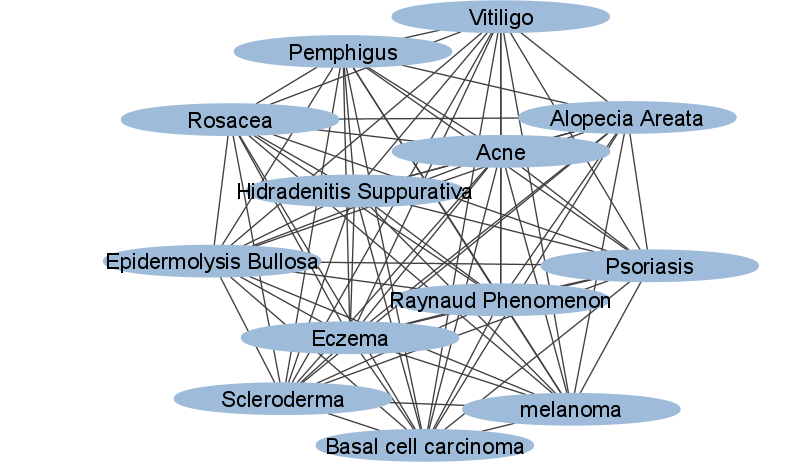 Vitiligo
Pemphigus
Rosacea
Alopecia Areata
Acne
Hidradenitis Suppurativa
Epidermolysis Bullosa
Psoriasis
Raynaud Phenomenon
Eczema
Scleroderma
melanoma
Basal cell carcinoma